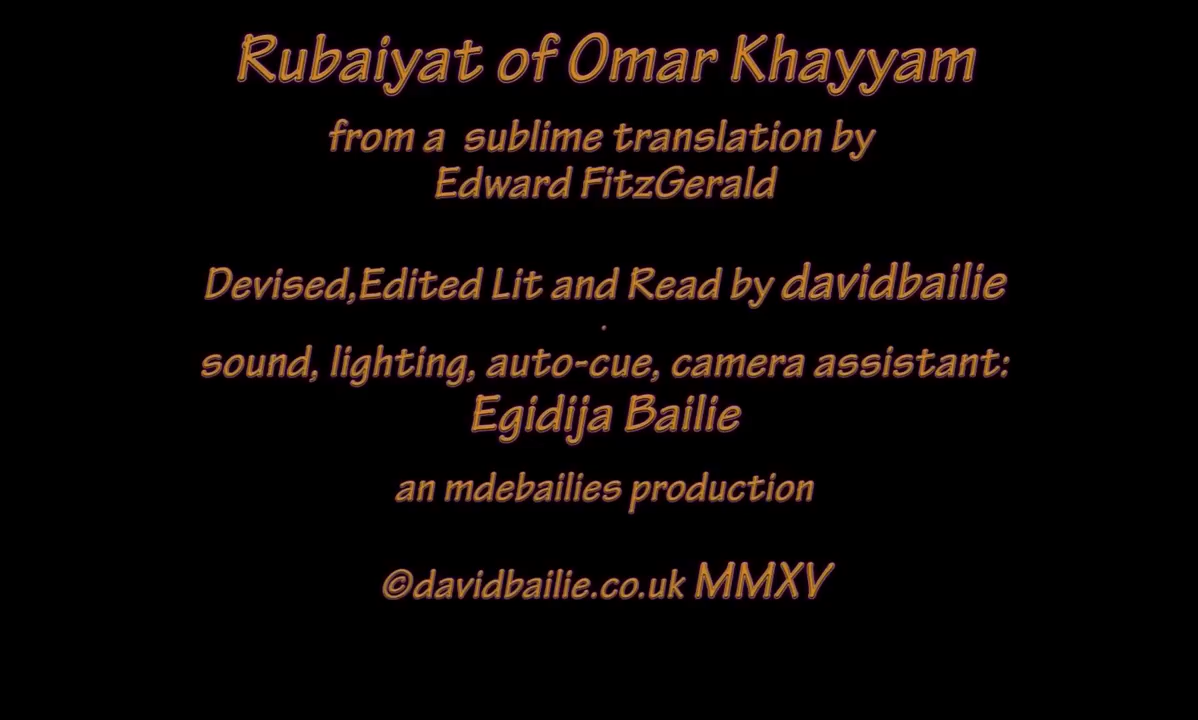 Rubaiyat of Omar Khayyam
from a sublime translation by
Edward FitzGerald
Devised,Edited Lit and Read by davidbailie
.
sound, lighting, auto-cue, camera assistant:
Egidija Bailie
an mdebailies production
©davidbailie.co.uk MMXV